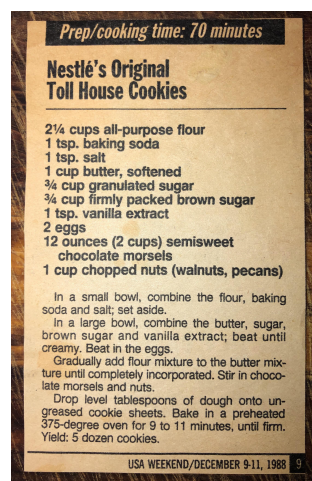 Prep/cooking time: 70 minutes
Nestlé's Original
Toll House Cookies
2¼ cups all-purpose flour
1 tsp. baking soda
1 tsp. salt
1 cup butter, softened
¾ cup granulated sugar
¾ cup firmly packed brown sugar
1 tsp. vanilla extract
2 eggs
12 ounces (2 cups) semisweet
chocolate morsels
1 cup chopped nuts (walnuts, pecans)
In a small bowl, combine the flour, baking
soda and salt; set aside.
In a large bowl, combine the butter, sugar,
brown sugar and vanilla extract; beat until
creamy. Beat in the eggs.
Gradually add flour mixture to the butter mix-
ture until completely incorporated. Stir in choco-
late morsels and nuts.
Drop level tablespoons of dough onto un-
greased cookie sheets. Bake in a preheated
375-degree oven for 9 to 11 minutes, until firm.
Yield: 5 dozen cookies.
USA WEEKEND/DECEMBER 9-11, 1988 9